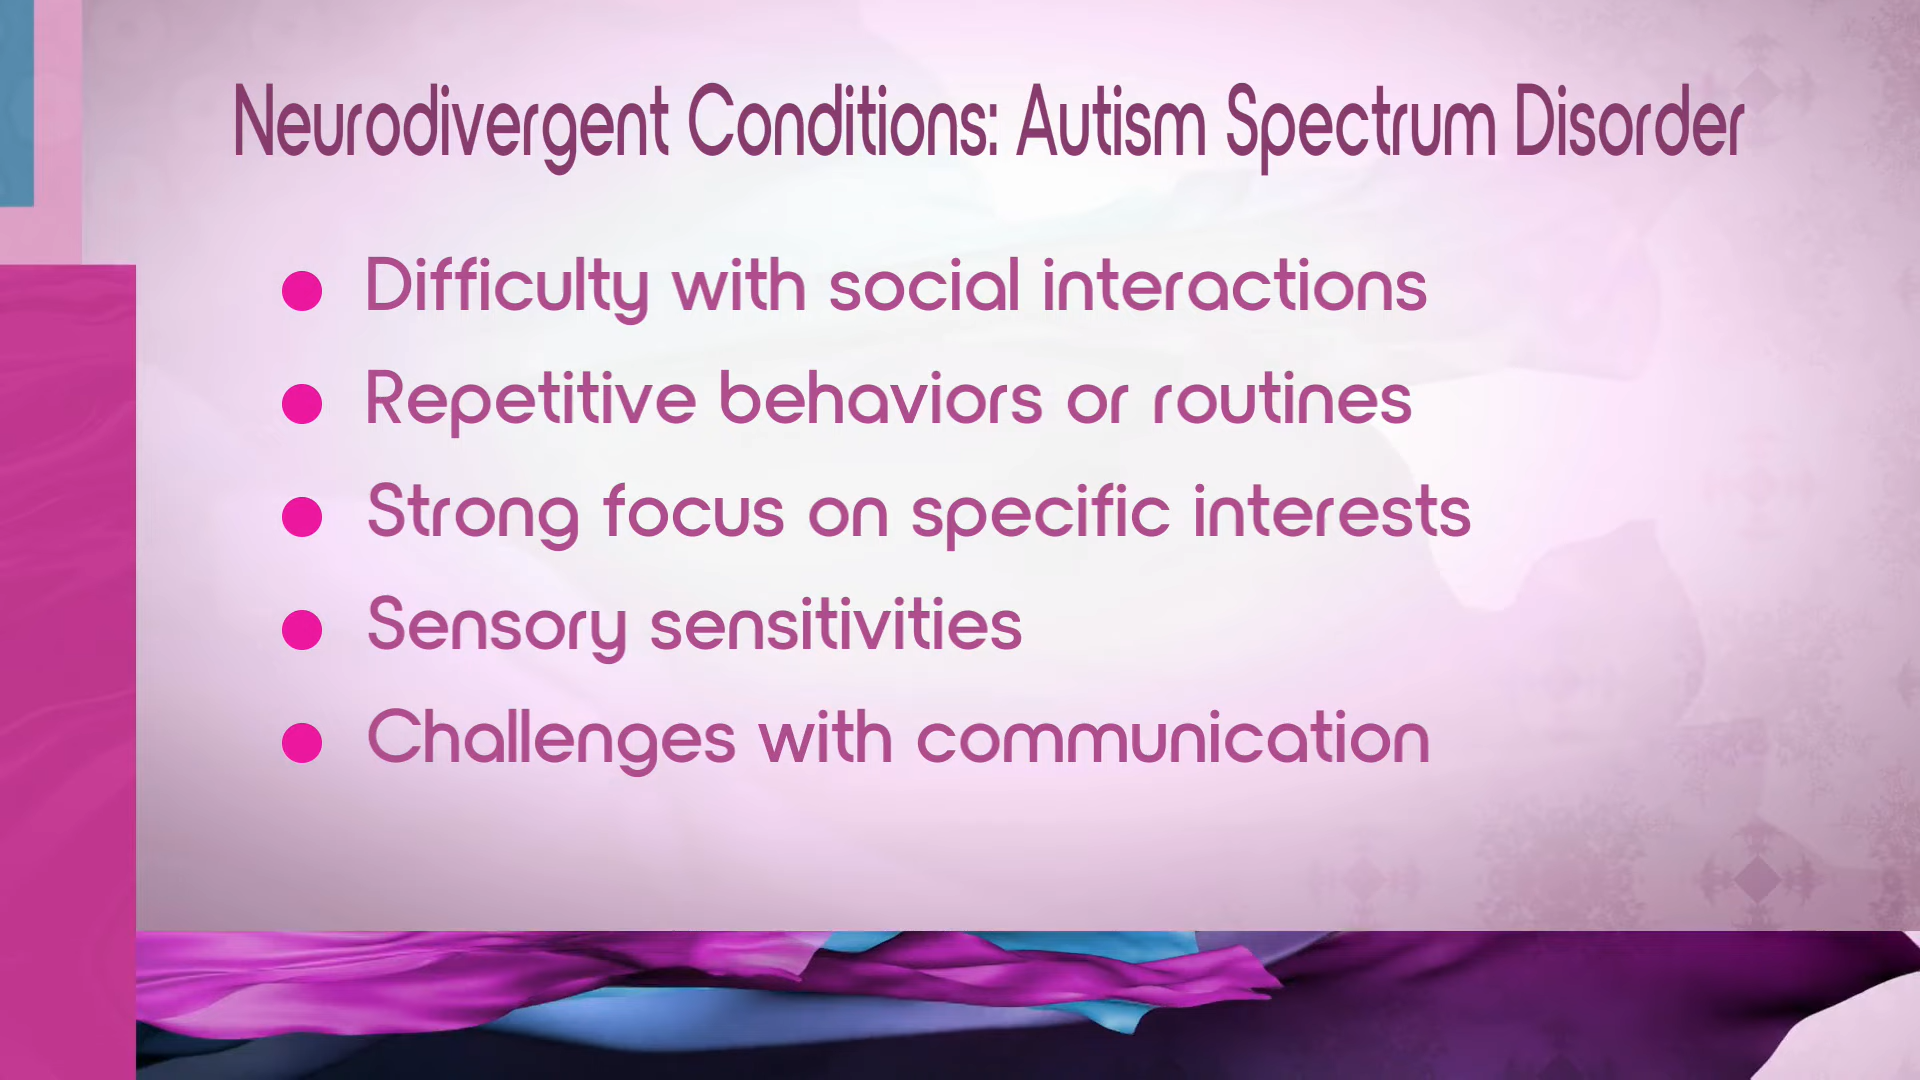 Neurodivergent Conditions: Autism Spectrum Disorder
Difficulty with social interactions
Repetitive behaviors or routines
Strong focus on specific interests
Sensory sensitivities
Challenges with communication